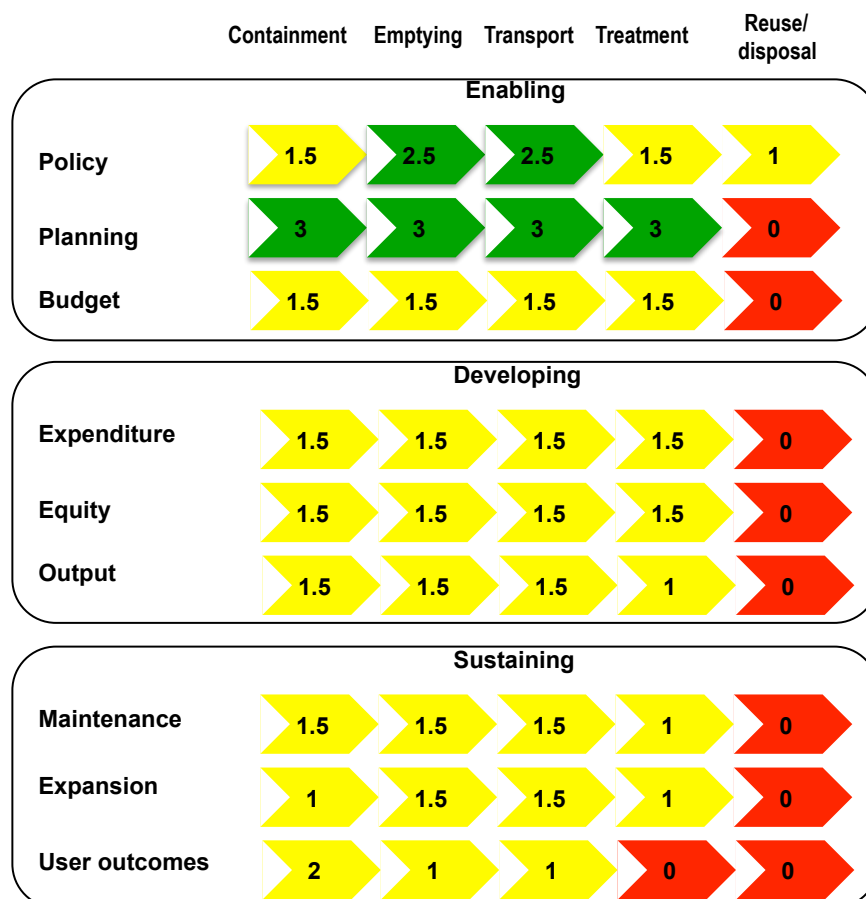 Containment Emptying Transport Treatment Reuse/
disposal
Enabling
Policy 1.5 2.5 2.5 1.5 1
Planning 3 3 3 3 0
Budget 1.5 1.5 1.5 1.5 0
Developing
Expenditure 1.5 1.5 1.5 1.5 0
Equity 1.5 1.5 1.5 1.5 0
Output 1.5 1.5 1.5 1 0
Sustaining
Maintenance 1.5 1.5 1.5 1 0
Expansion 1 1.5 1.5 1 0
User outcomes 2 1 1 0 0